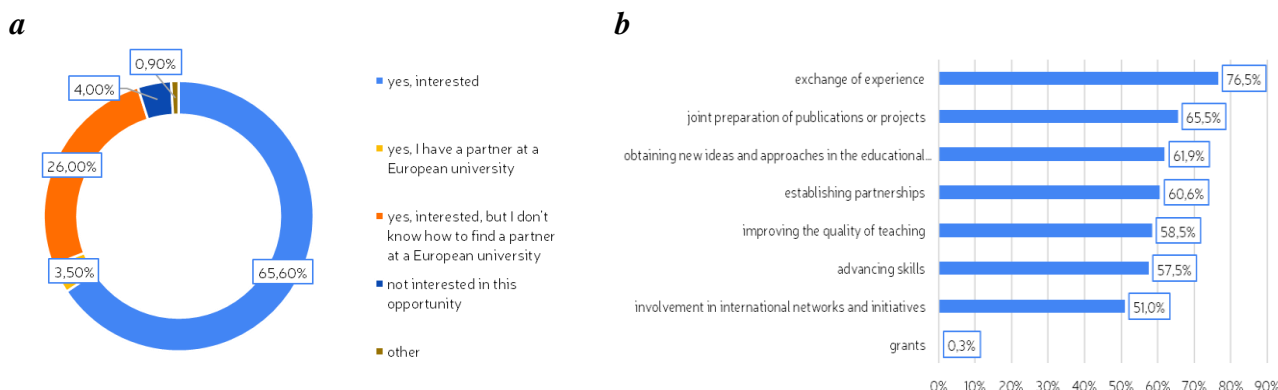 a
0,90%
4,00%
26,00%
3,50%
65,60%
yes, interested
yes, I have a partner at a
European university
yes, interested, but I don't
know how to find a partner
at a European university
not interested in this
opportunity
other
b
exchange of experience 76,5%
joint preparation of publications or projects 65,5%
obtaining new ideas and approaches in the educational... 61,9%
establishing partnerships 60,6%
improving the quality of teaching 58,5%
advancing skills 57,5%
involvement in international networks and initiatives 51,0%
grants 0,3%
0% 10% 20% 30% 40% 50% 60% 70% 80% 90%